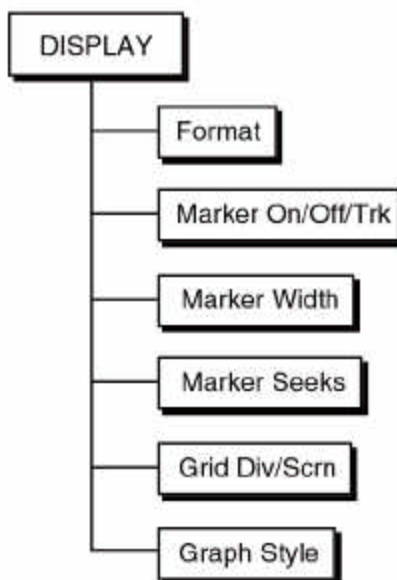 DISPLAY
Format
Marker On/Off/Trk
Marker Width
Marker Seeks
Grid Div/Scrn
Graph Style